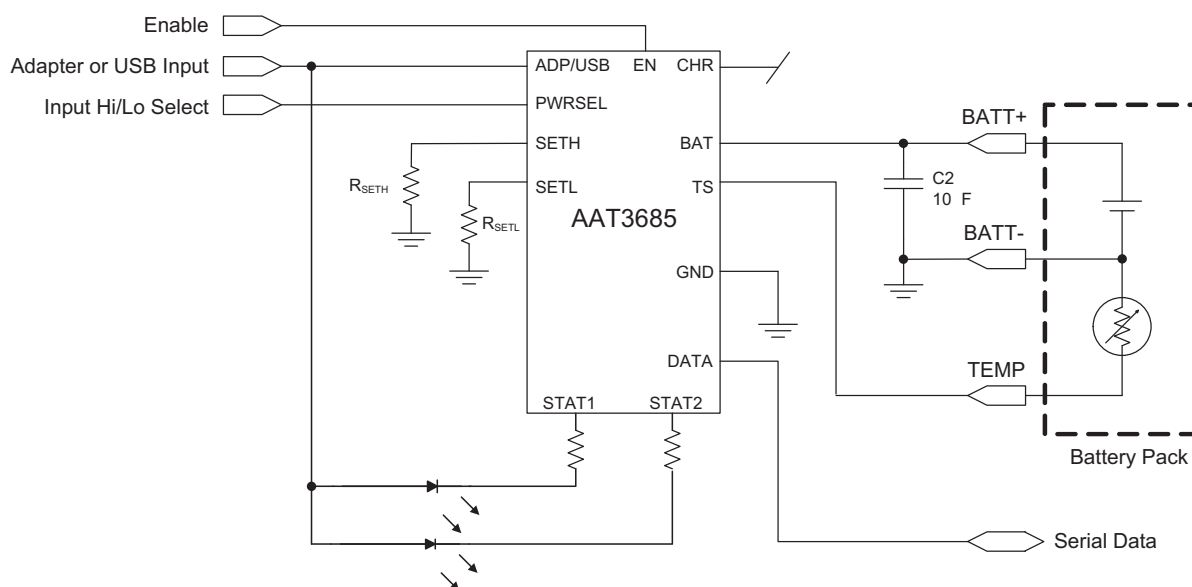 Enable
Adapter or USB Input
Input Hi/Lo Select
ADP/USB EN CHR
PWRSEL
SETH
SETL
BAT
TS
AAT3685
GND
DATA
STAT1 STAT2
RSETH
RSETL
C2
10 F
BATT+
BATT-
TEMP
Battery Pack
Serial Data